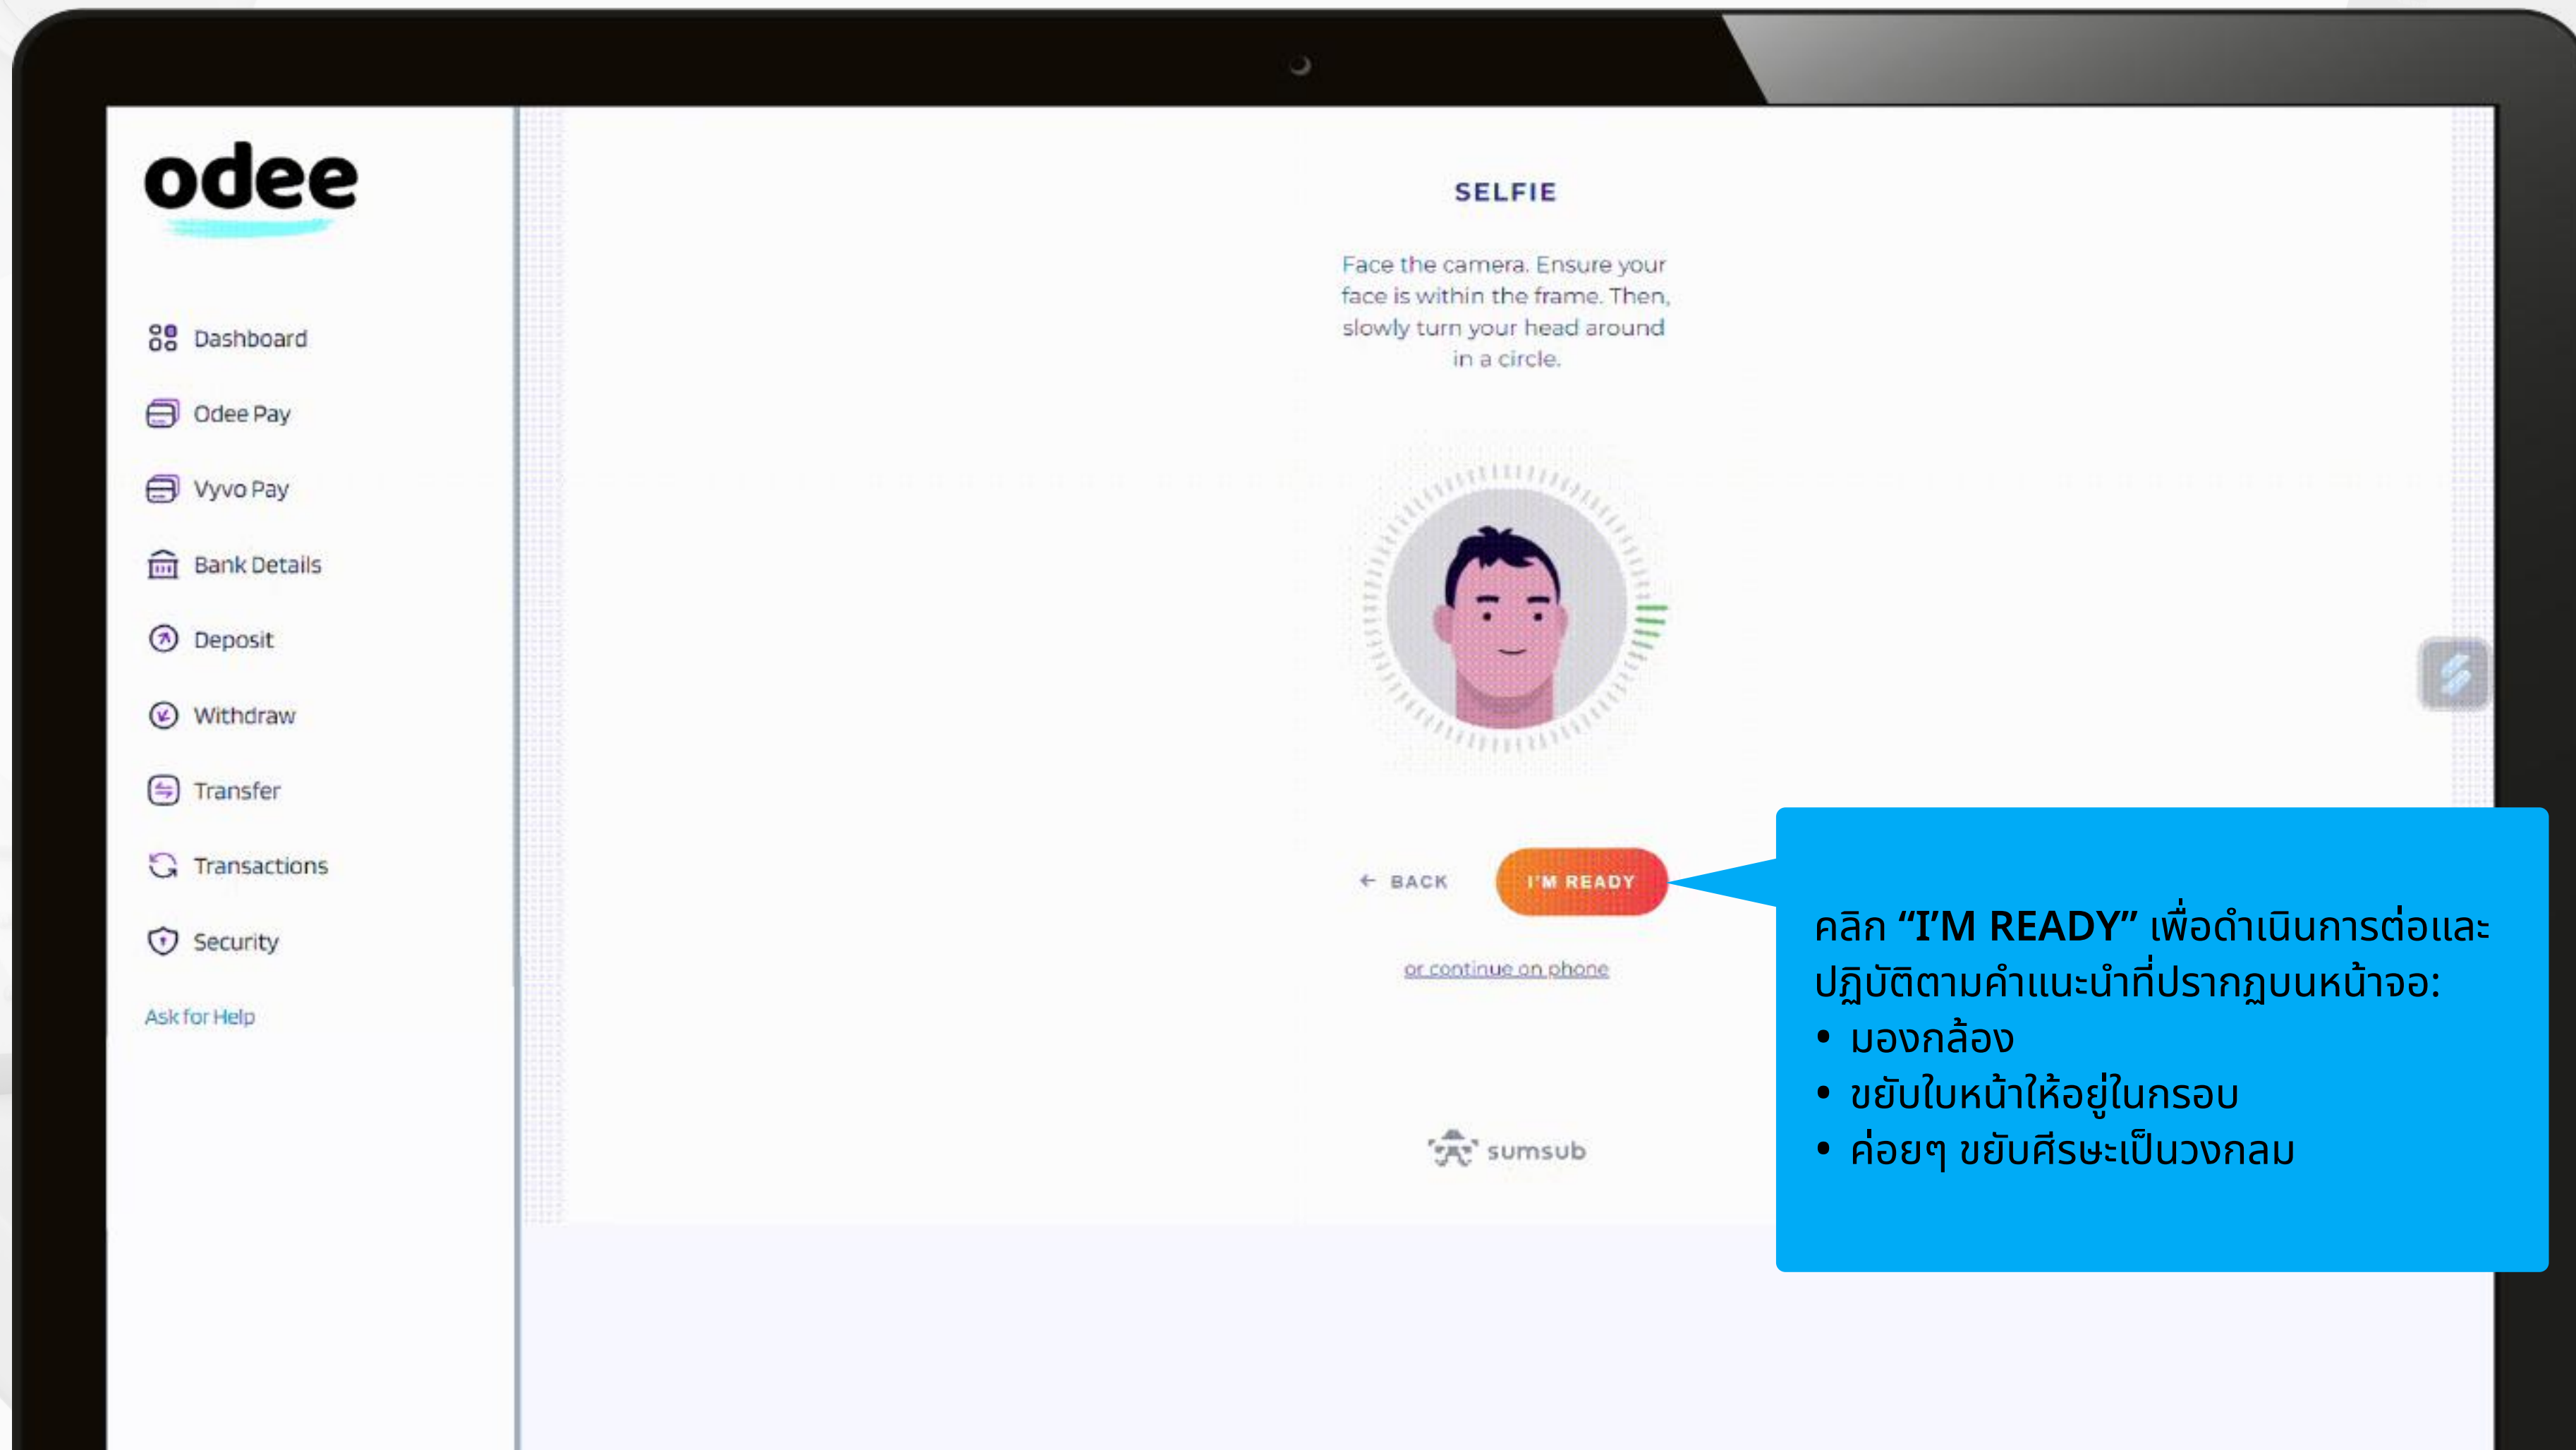 odee
Dashboard
Odee Pay
Vyvo Pay
Bank Details
Deposit
Withdraw
Transfer
Transactions
Security
Ask for Help
SELFIE
Face the camera. Ensure your
face is within the frame. Then,
slowly turn your head around
in a circle.
← BACK
I'M READY
or continue on phone
sumsub
คลิก “I’M READY” เพื่อดำเนินการต่อและ
ปฏิบัติตามคำแนะนำที่ปรากฏบนหน้าจอ:
• มองกล้อง
• ขยับใบหน้าให้อยู่ในกรอบ
• ค่อยๆ ขยับศีรษะเป็นวงกลม